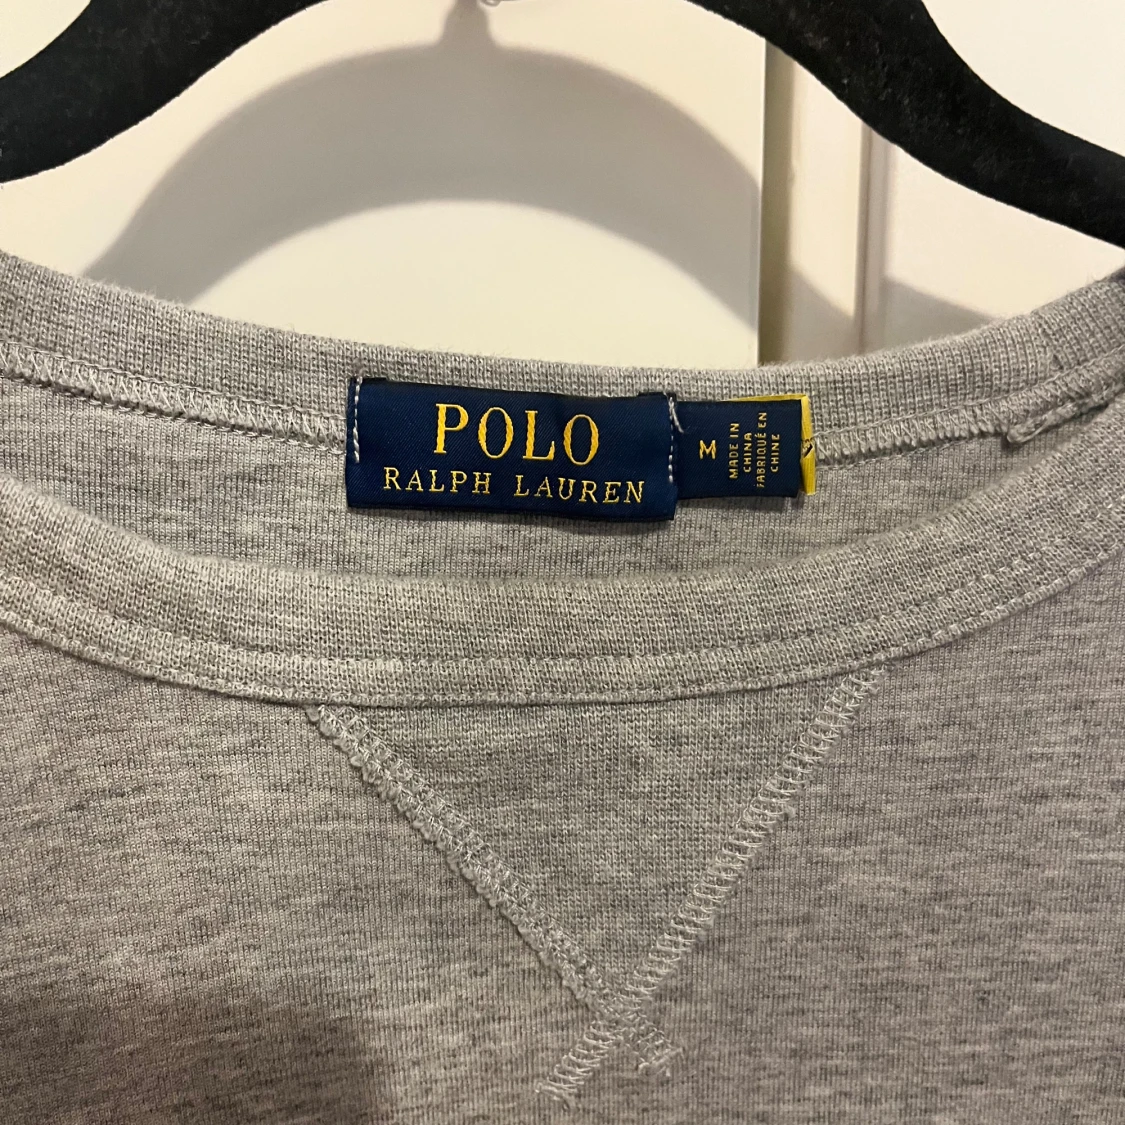 POLO
RALPH LAUREN
M
MADE IN
CHINA
FABRIQUÉ EN
CHINE